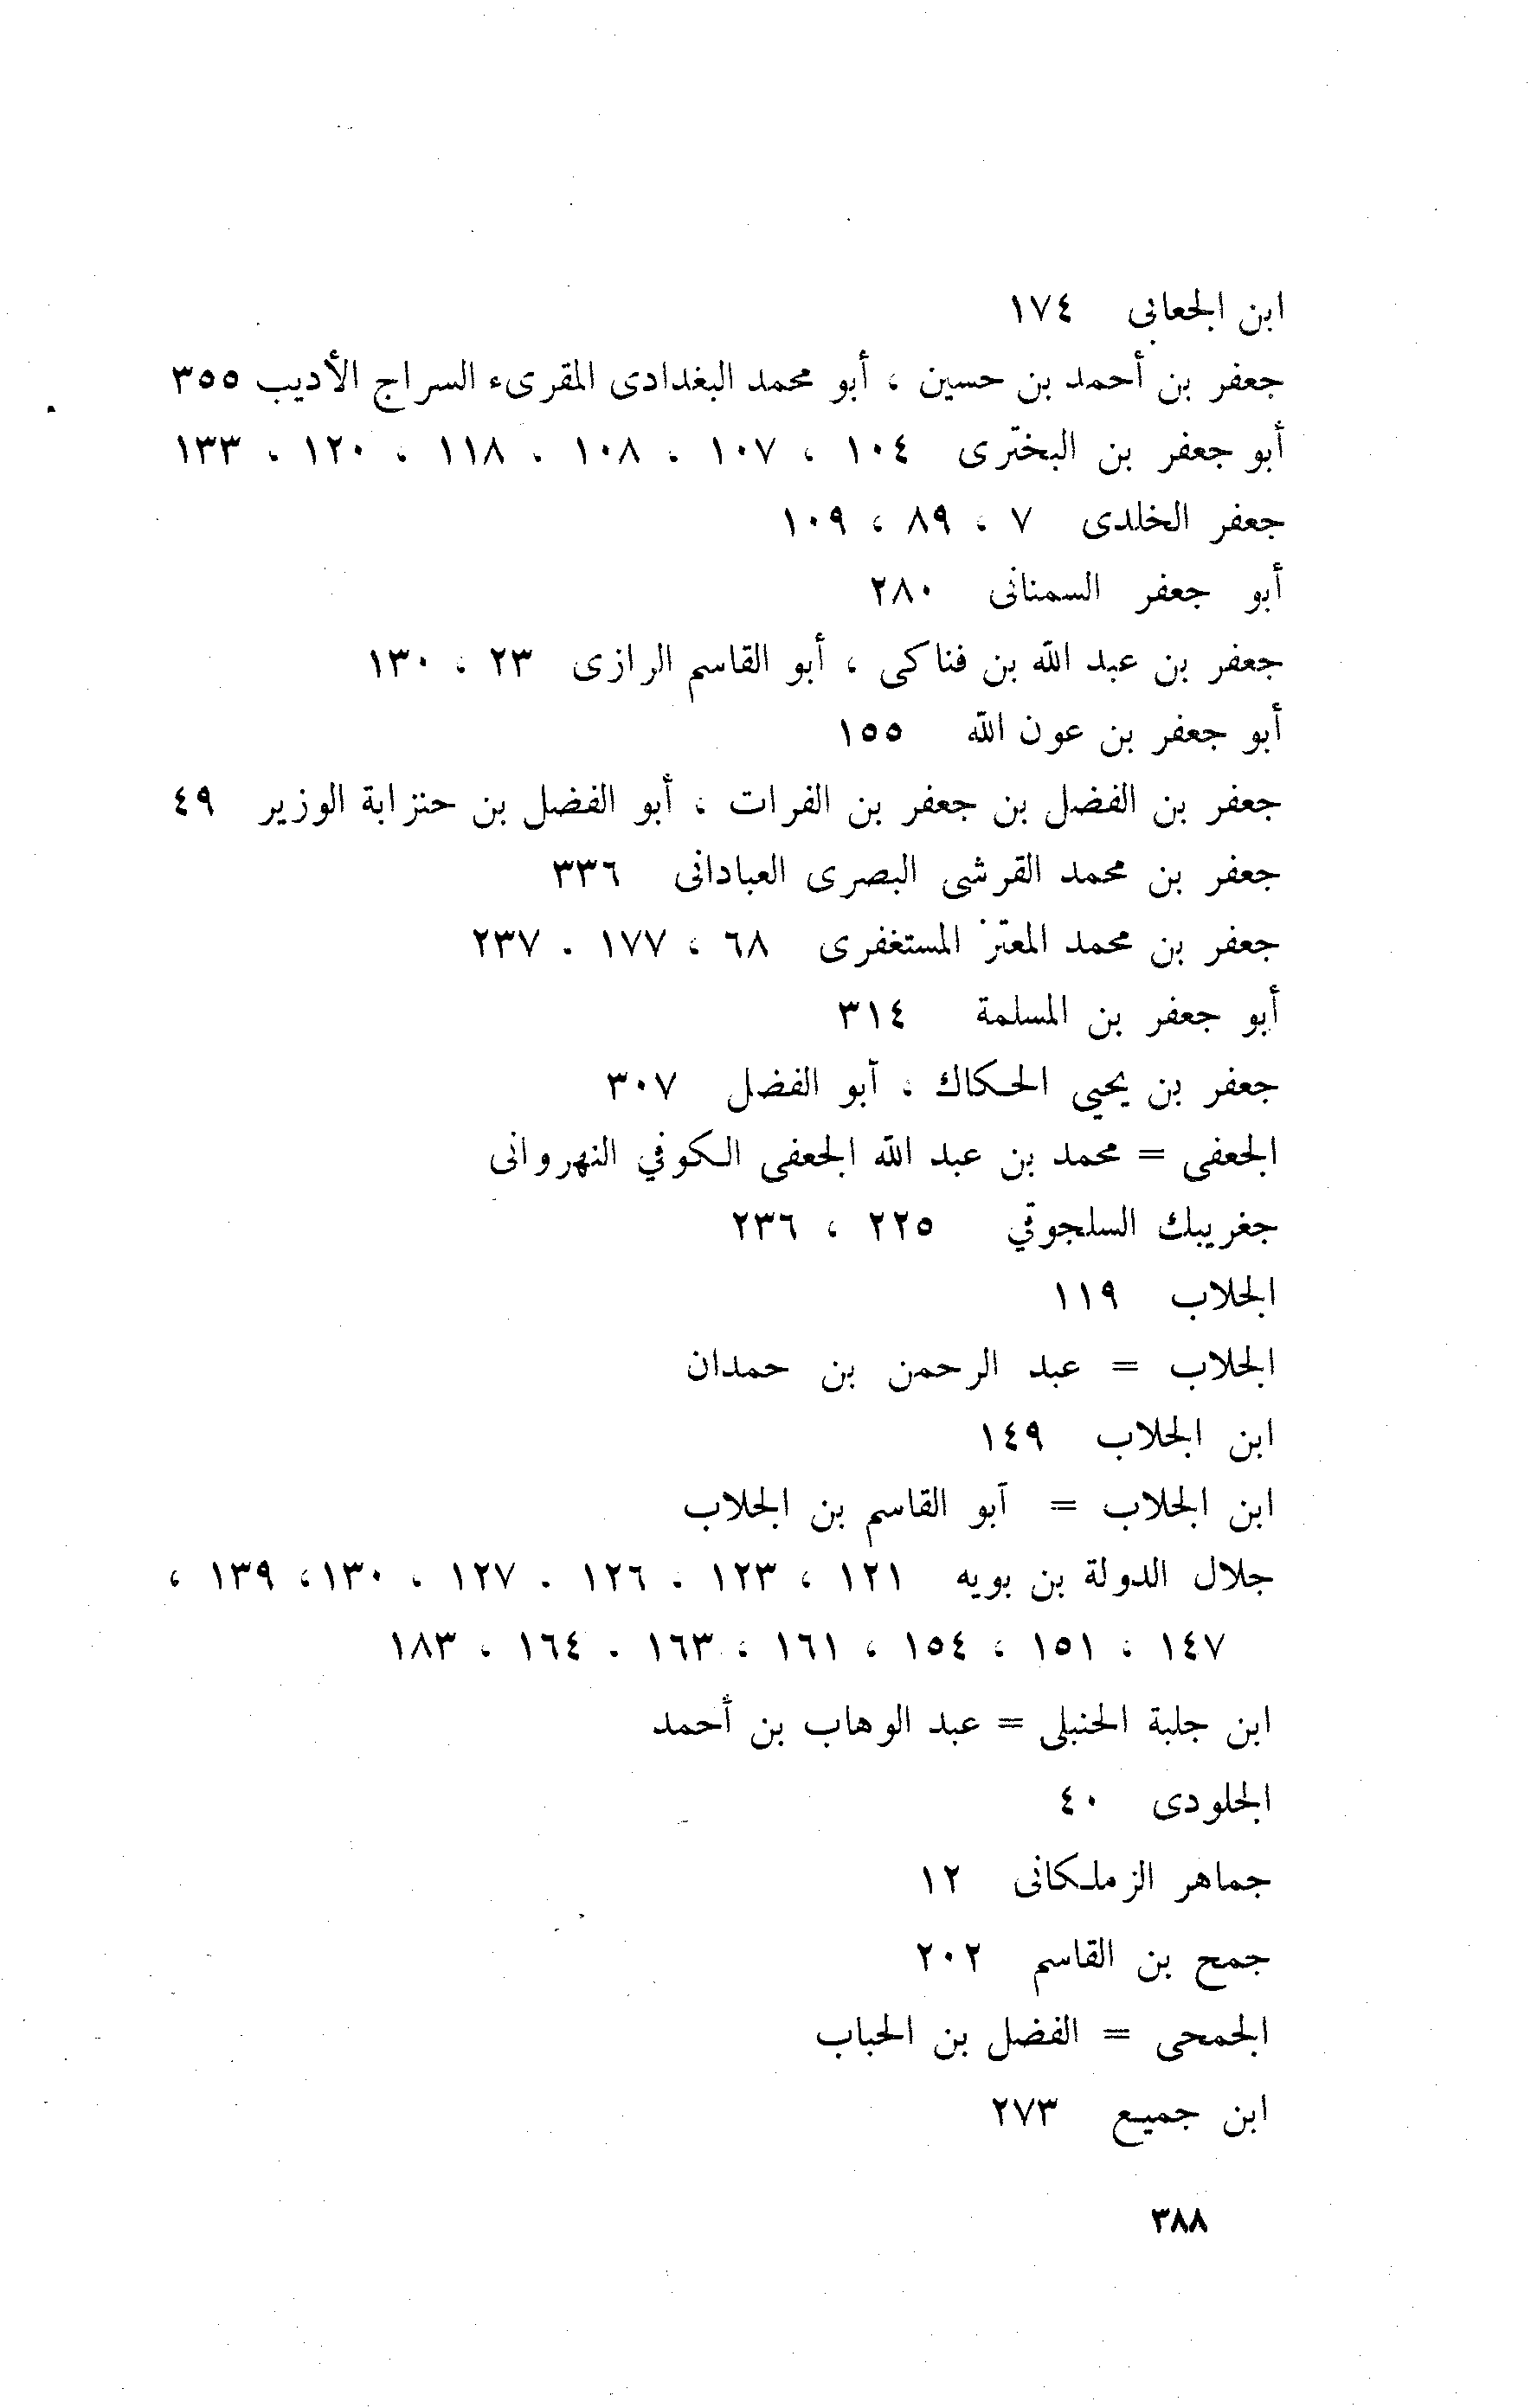 ابن الجعابى ١٧٤
جعفر بن أحمد بن حسين ، أبو محمد البغدادى المقرىء السراج الأديب ٣٥٥
أبو جعفر بن البخترى ١٠٤ ، ١٠٧ ، ١٠٨ ، ١١٨ ، ١٢٠ ، ١٣٣
جعفر الخلدى ٧ ، ٨٩ ، ١٠٩
أبو جعفر السمنانى ٢٨٠
جعفر بن عبد الله بن فناكى ، أبو القاسم الرازى ٢٣ ، ١٣٠
أبو جعفر بن عون الله ١٥٥
جعفر بن الفضل بن جعفر بن الفرات ، أبو الفضل بن حنزابة الوزير ٤٩
جعفر بن محمد القرشى البصرى العبادانى ٣٣٦
جعفر بن محمد المعتز المستغفرى ٦٨ ، ١٧٧ ، ٢٣٧
أبو جعفر بن المسلمة ٣١٤
جعفر بن يحيى الحكاك ، أبو الفضل ٣٠٧
الجعفى = محمد بن عبد الله الجعفى الكوفي النهروانى
جغريبك السلجوقي ٢٢٥ ، ٢٣٦
الجلاب ١١٩
الجلاب = عبد الرحمن بن حمدان
ابن الجلاب ١٤٩
ابن الجلاب = أبو القاسم بن الجلاب
جلال الدولة بن بويه ١٢١ ، ١٢٣ ، ١٢٦ ، ١٢٧ ، ١٣٠ ، ١٣٩ ،
١٤٧ ، ١٥١ ، ١٥٤ ، ١٦١ ، ١٦٣ ، ١٦٤ ، ١٨٣
ابن جلبة الحنبلى = عبد الوهاب بن أحمد
الجلودى ٤٠
جماهر الزملكانى ١٢
جمح بن القاسم ٢٠٢
الجمحى = الفضل بن الحباب
ابن جميع ٢٧٣
٣٨٨